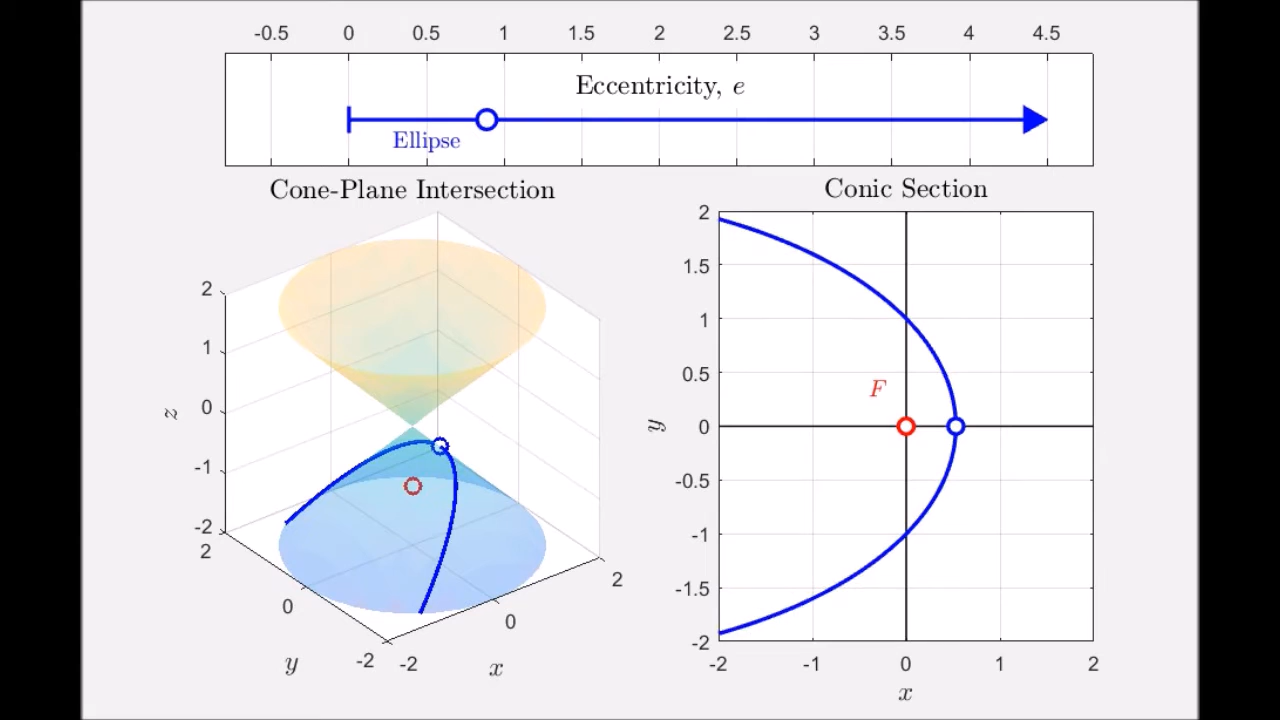 -0.5 0 0.5 1 1.5 2 2.5 3 3.5 4 4.5
Eccentricity, e
Ellipse
Cone-Plane Intersection
2
1
0
-1
-2
z
2
0
-2
y
-2
0
2
x
Conic Section
2
1.5
1
0.5
0
-0.5
-1
-1.5
-2
y
F
-2 -1 0 1 2
x